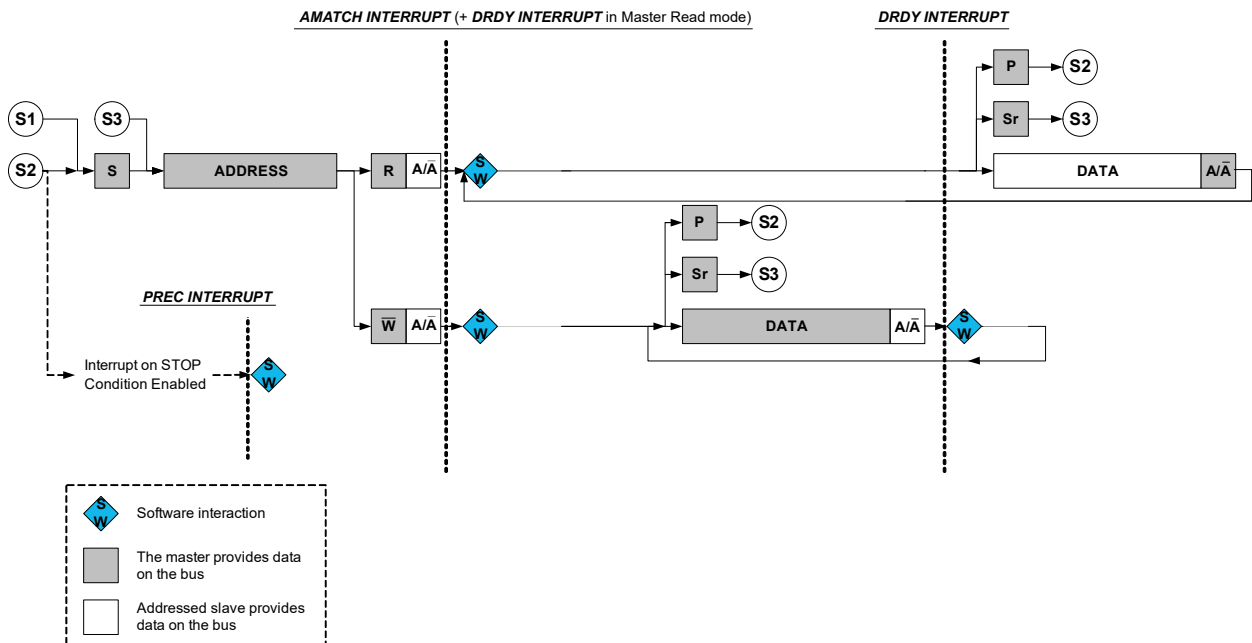 AMATCH INTERRUPT (+ DRDY INTERRUPT in Master Read mode)
DRDY INTERRUPT
P
S2
S1
S3
Sr
S3
S2
S
ADDRESS
R
A/A̅
S
W
DATA
A/A̅
P
S2
Sr
S3
PREC INTERRUPT
W̅
A/A̅
S
W
DATA
A/A̅
S
W
Interrupt on STOP
Condition Enabled
S
W
S
W
Software interaction
The master provides data
on the bus
Addressed slave provides
data on the bus